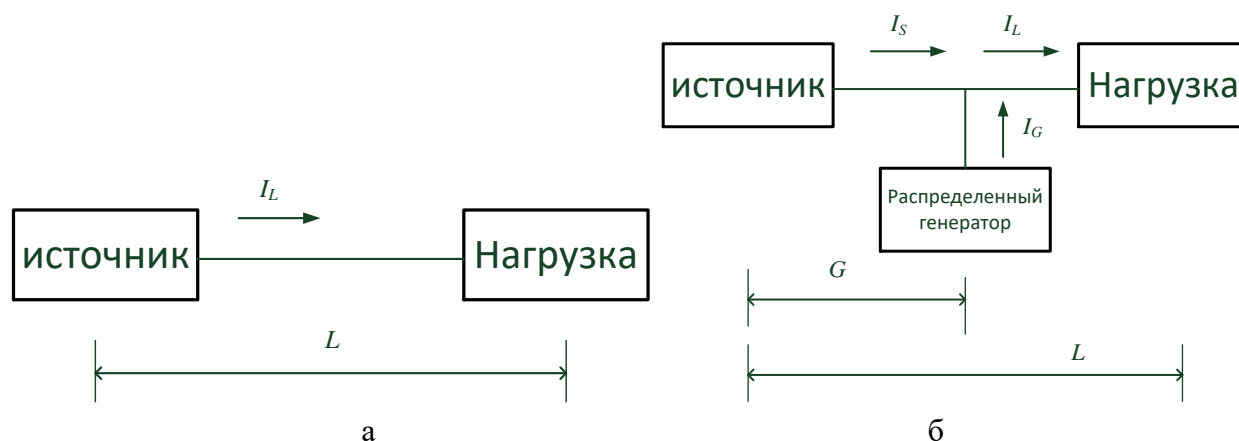 I_L
источник
Нагрузка
L
а
I_S
I_L
источник
Нагрузка
I_G
Распределенный
генератор
G
L
б